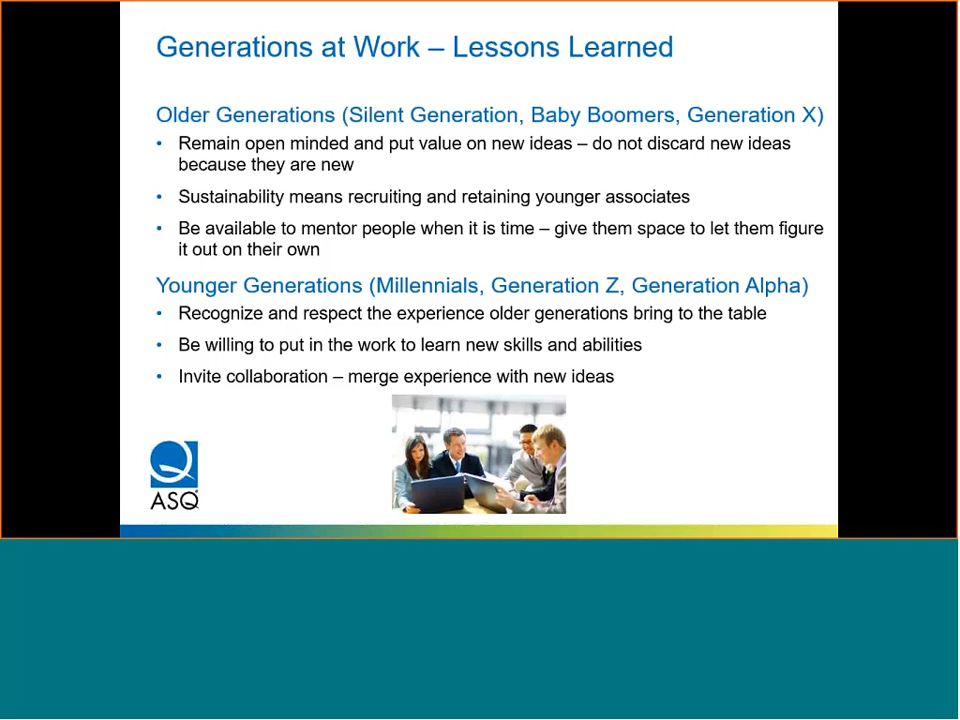 Generations at Work – Lessons Learned
Older Generations (Silent Generation, Baby Boomers, Generation X)
• Remain open minded and put value on new ideas – do not discard new ideas
because they are new
• Sustainability means recruiting and retaining younger associates
• Be available to mentor people when it is time – give them space to let them figure
it out on their own
Younger Generations (Millennials, Generation Z, Generation Alpha)
• Recognize and respect the experience older generations bring to the table
• Be willing to put in the work to learn new skills and abilities
• Invite collaboration – merge experience with new ideas
ASQ